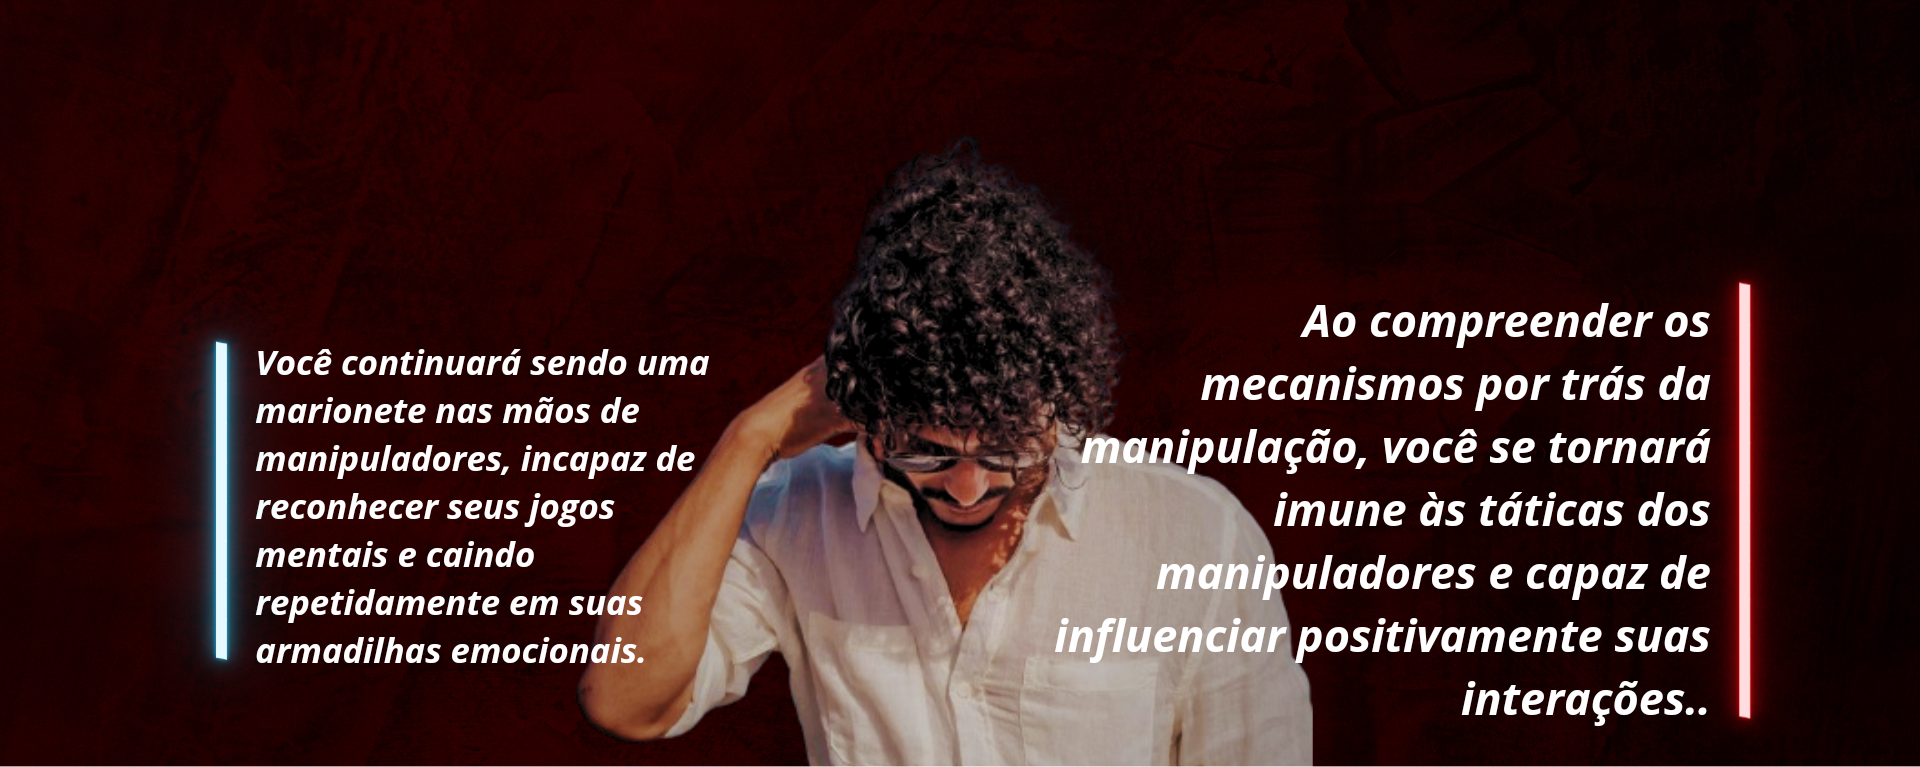 Você continuará sendo uma
marionete nas mãos de
manipuladores, incapaz de
reconhecer seus jogos
mentais e caindo
repetidamente em suas
armadilhas emocionais.
Ao compreender os
mecanismos por trás da
manipulação, você se tornará
imune às táticas dos
manipuladores e capaz de
influenciar positivamente suas
interações..